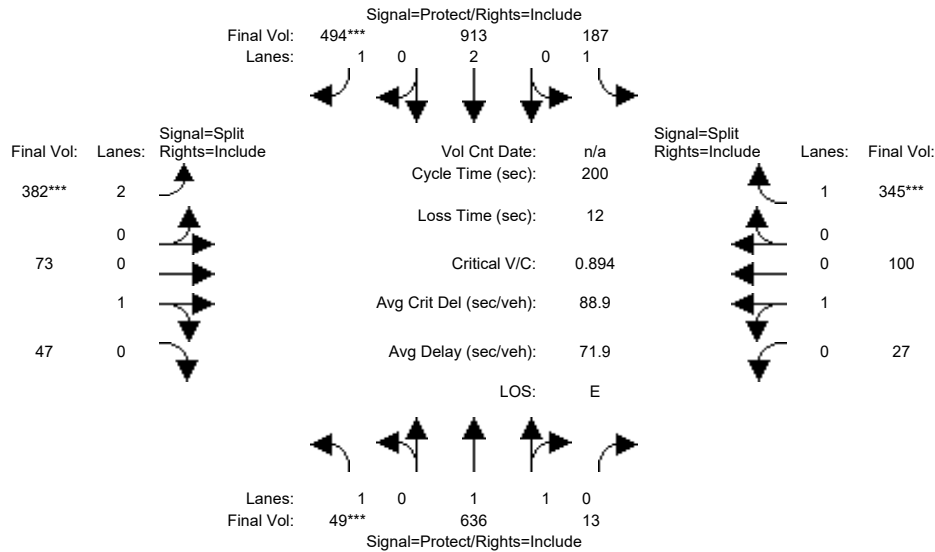 Signal=Protect/Rights=Include
Final Vol: 494*** 913 187
Lanes: 1 0 2 0 1
Signal=Split
Final Vol: Lanes: Rights=Include
Vol Cnt Date: n/a
Signal=Split
Rights=Include Lanes: Final Vol:
Cycle Time (sec): 200
382*** 2
1 345***
Loss Time (sec): 12
0
0
73 0
Critical V/C: 0.894
0 100
1
Avg Crit Del (sec/veh): 88.9
1
47 0
Avg Delay (sec/veh): 71.9
0 27
LOS: E
Lanes: 1 0 1 1 0
Final Vol: 49*** 636 13
Signal=Protect/Rights=Include